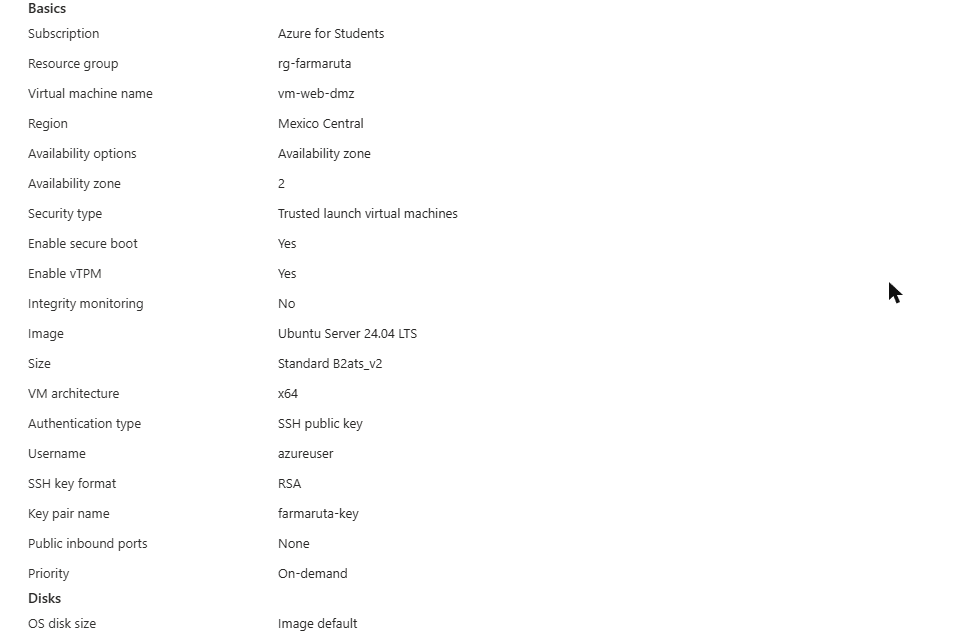 Basics
Subscription Azure for Students
Resource group rg-farmaruta
Virtual machine name vm-web-dmz
Region Mexico Central
Availability options Availability zone
Availability zone 2
Security type Trusted launch virtual machines
Enable secure boot Yes
Enable vTPM Yes
Integrity monitoring No
Image Ubuntu Server 24.04 LTS
Size Standard B2ats_v2
VM architecture x64
Authentication type SSH public key
Username azureuser
SSH key format RSA
Key pair name farmaruta-key
Public inbound ports None
Priority On-demand
Disks
OS disk size Image default